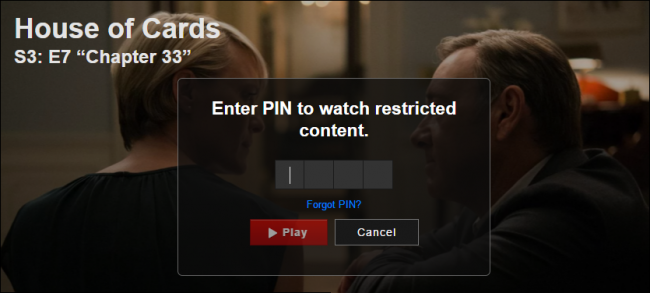 House of Cards
S3: E7 “Chapter 33”
Enter PIN to watch restricted
content.
Forgot PIN?
Play
Cancel